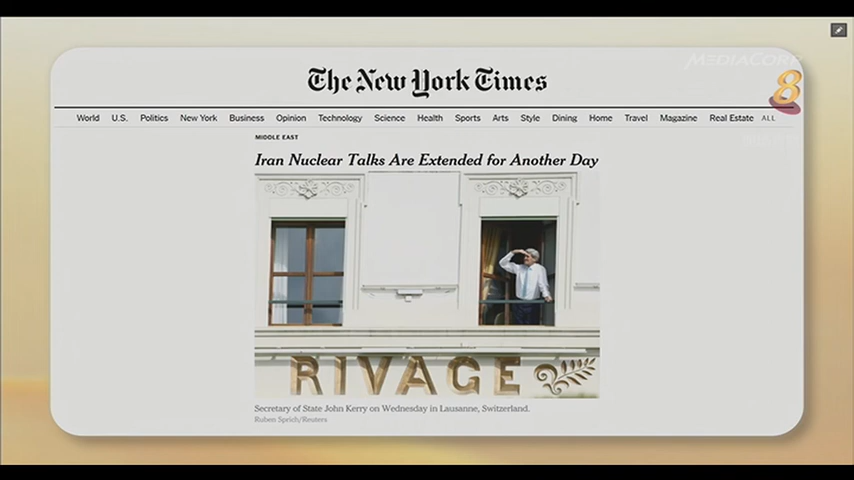 MEDIACORP
8
The New York Times
World U.S. Politics New York Business Opinion Technology Science Health Sports Arts Style Dining Home Travel Magazine Real Estate ALL
MIDDLE EAST
Iran Nuclear Talks Are Extended for Another Day
RIVAGE
Secretary of State John Kerry on Wednesday in Lausanne, Switzerland.
Ruben Sprich/Reuters